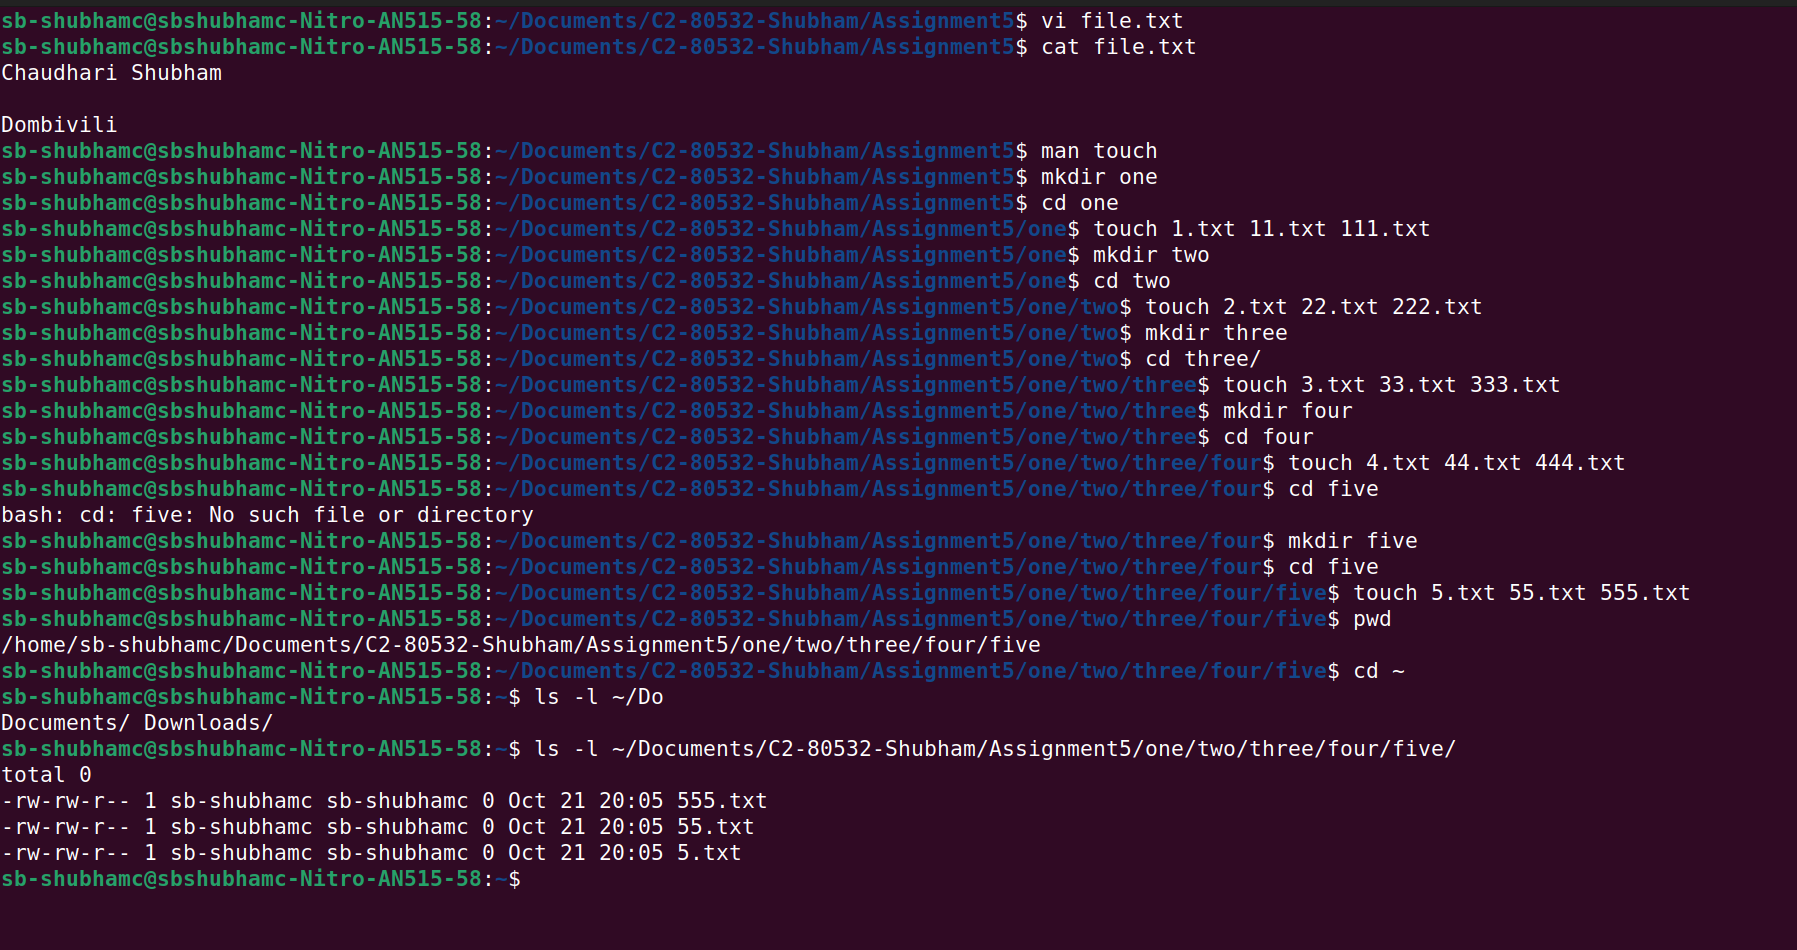 sb-shubhamc@sbshubhamc-Nitro-AN515-58:~/Documents/C2-80532-Shubham/Assignment5$ vi file.txt
sb-shubhamc@sbshubhamc-Nitro-AN515-58:~/Documents/C2-80532-Shubham/Assignment5$ cat file.txt
Chaudhari Shubham

Dombivili
sb-shubhamc@sbshubhamc-Nitro-AN515-58:~/Documents/C2-80532-Shubham/Assignment5$ man touch
sb-shubhamc@sbshubhamc-Nitro-AN515-58:~/Documents/C2-80532-Shubham/Assignment5$ mkdir one
sb-shubhamc@sbshubhamc-Nitro-AN515-58:~/Documents/C2-80532-Shubham/Assignment5$ cd one
sb-shubhamc@sbshubhamc-Nitro-AN515-58:~/Documents/C2-80532-Shubham/Assignment5/one$ touch 1.txt 11.txt 111.txt
sb-shubhamc@sbshubhamc-Nitro-AN515-58:~/Documents/C2-80532-Shubham/Assignment5/one$ mkdir two
sb-shubhamc@sbshubhamc-Nitro-AN515-58:~/Documents/C2-80532-Shubham/Assignment5/one$ cd two
sb-shubhamc@sbshubhamc-Nitro-AN515-58:~/Documents/C2-80532-Shubham/Assignment5/one/two$ touch 2.txt 22.txt 222.txt
sb-shubhamc@sbshubhamc-Nitro-AN515-58:~/Documents/C2-80532-Shubham/Assignment5/one/two$ mkdir three
sb-shubhamc@sbshubhamc-Nitro-AN515-58:~/Documents/C2-80532-Shubham/Assignment5/one/two$ cd three/
sb-shubhamc@sbshubhamc-Nitro-AN515-58:~/Documents/C2-80532-Shubham/Assignment5/one/two/three$ touch 3.txt 33.txt 333.txt
sb-shubhamc@sbshubhamc-Nitro-AN515-58:~/Documents/C2-80532-Shubham/Assignment5/one/two/three$ mkdir four
sb-shubhamc@sbshubhamc-Nitro-AN515-58:~/Documents/C2-80532-Shubham/Assignment5/one/two/three$ cd four
sb-shubhamc@sbshubhamc-Nitro-AN515-58:~/Documents/C2-80532-Shubham/Assignment5/one/two/three/four$ touch 4.txt 44.txt 444.txt
sb-shubhamc@sbshubhamc-Nitro-AN515-58:~/Documents/C2-80532-Shubham/Assignment5/one/two/three/four$ cd five
bash: cd: five: No such file or directory
sb-shubhamc@sbshubhamc-Nitro-AN515-58:~/Documents/C2-80532-Shubham/Assignment5/one/two/three/four$ mkdir five
sb-shubhamc@sbshubhamc-Nitro-AN515-58:~/Documents/C2-80532-Shubham/Assignment5/one/two/three/four$ cd five
sb-shubhamc@sbshubhamc-Nitro-AN515-58:~/Documents/C2-80532-Shubham/Assignment5/one/two/three/four/five$ touch 5.txt 55.txt 555.txt
sb-shubhamc@sbshubhamc-Nitro-AN515-58:~/Documents/C2-80532-Shubham/Assignment5/one/two/three/four/five$ pwd
/home/sb-shubhamc/Documents/C2-80532-Shubham/Assignment5/one/two/three/four/five
sb-shubhamc@sbshubhamc-Nitro-AN515-58:~/Documents/C2-80532-Shubham/Assignment5/one/two/three/four/five$ cd ~
sb-shubhamc@sbshubhamc-Nitro-AN515-58:~$ ls -l ~/Do
Documents/ Downloads/
sb-shubhamc@sbshubhamc-Nitro-AN515-58:~$ ls -l ~/Documents/C2-80532-Shubham/Assignment5/one/two/three/four/five/
total 0
-rw-rw-r-- 1 sb-shubhamc sb-shubhamc 0 Oct 21 20:05 555.txt
-rw-rw-r-- 1 sb-shubhamc sb-shubhamc 0 Oct 21 20:05 55.txt
-rw-rw-r-- 1 sb-shubhamc sb-shubhamc 0 Oct 21 20:05 5.txt
sb-shubhamc@sbshubhamc-Nitro-AN515-58:~$